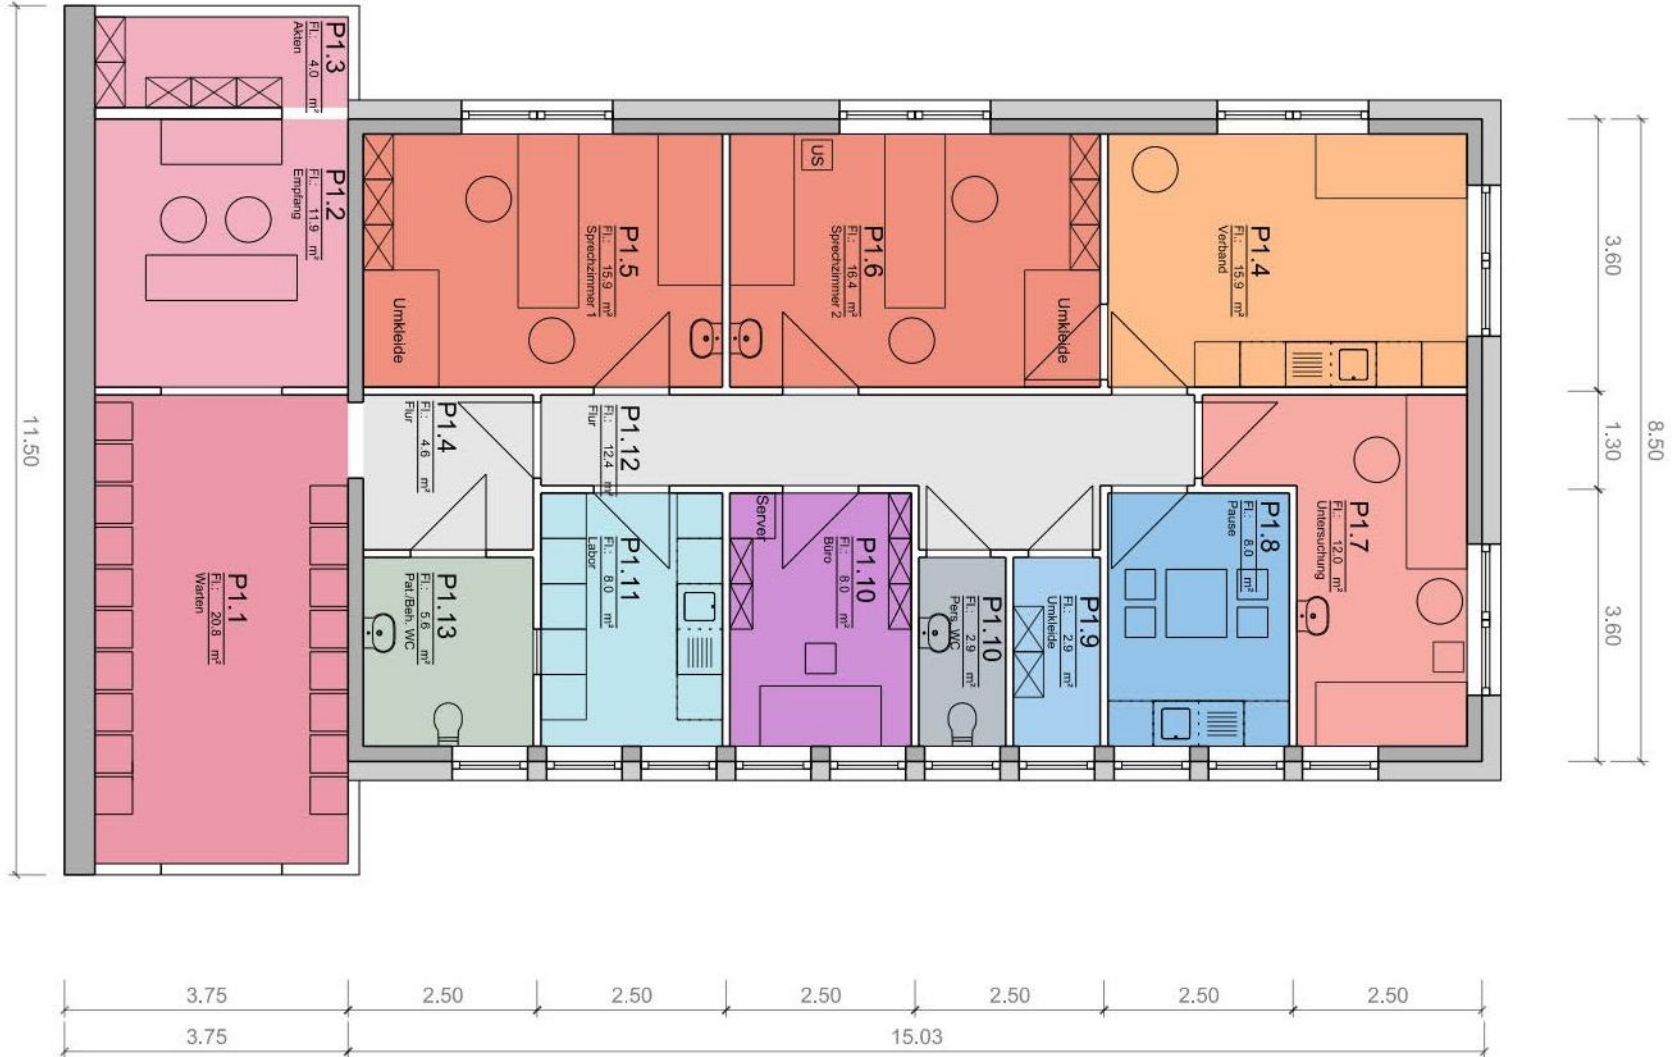 P1.3
Fl.: 4.0 m²
Akten
P1.2
Fl.: 11.9 m²
Empfang
P1.5
Fl.: 15.9 m²
Sprechzimmer 1
Umkleide
US
P1.6
Fl.: 16.4 m²
Sprechzimmer 2
Umkleide
P1.4
Fl.: 15.9 m²
Verband
P1.4
Fl.: 4.6 m²
Flur
P1.12
Fl.: 12.4 m²
Flur
P1.1
Fl.: 20.8 m²
Warten
P1.13
Fl.: 5.6 m²
Pat./Beh. WC
P1.11
Fl.: 8.0 m²
Labor
Server
P1.10
Fl.: 8.0 m²
Büro
P1.10
Fl.: 2.9 m²
Pers. WC
P1.9
Fl.: 2.9 m²
Umkleide
P1.8
Fl.: 8.0 m²
Pause
P1.7
Fl.: 12.0 m²
Untersuchung
11.50
3.60
1.30
3.60
8.50
3.75
2.50
2.50
2.50
2.50
2.50
2.50
3.75
15.03